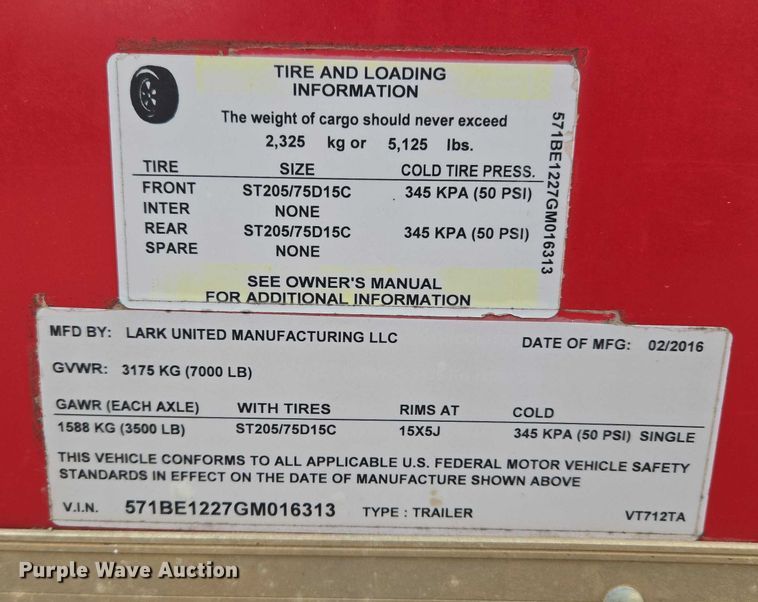 TIRE AND LOADING
INFORMATION
The weight of cargo should never exceed
2,325 kg or 5,125 lbs.
TIRE SIZE COLD TIRE PRESS.
FRONT ST205/75D15C 345 KPA (50 PSI)
INTER NONE
REAR ST205/75D15C 345 KPA (50 PSI)
SPARE NONE
SEE OWNER'S MANUAL
FOR ADDITIONAL INFORMATION
571BE1227GM016313
MFD BY: LARK UNITED MANUFACTURING LLC DATE OF MFG: 02/2016
GVWR: 3175 KG (7000 LB)
GAWR (EACH AXLE) WITH TIRES RIMS AT COLD
1588 KG (3500 LB) ST205/75D15C 15X5J 345 KPA (50 PSI) SINGLE
THIS VEHICLE CONFORMS TO ALL APPLICABLE U.S. FEDERAL MOTOR VEHICLE SAFETY
STANDARDS IN EFFECT ON THE DATE OF MANUFACTURE SHOWN ABOVE
V.I.N. 571BE1227GM016313 TYPE : TRAILER VT712TA
Purple Wave Auction